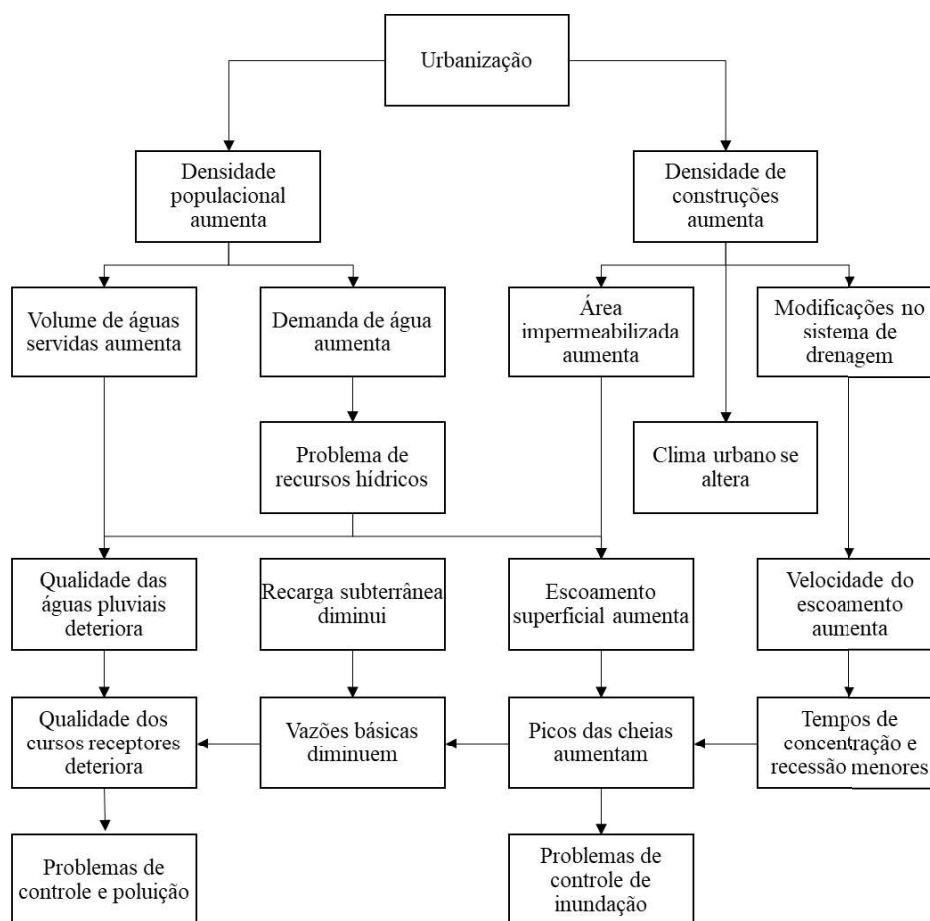 Urbanização
Densidade
populacional
aumenta
Densidade de
construções
aumenta
Volume de águas
servidas aumenta
Demanda de água
aumenta
Área
impermeabilizada
aumenta
Modificações no
sistema de
drenagem
Problema de
recursos hídricos
Clima urbano se
altera
Qualidade das
águas pluviais
deteriora
Recarga subterrânea
diminui
Escoamento
superficial aumenta
Velocidade do
escoamento
aumenta
Qualidade dos
cursos receptores
deteriora
Vazões básicas
diminuem
Picos das cheias
aumentam
Tempos de
concentração e
recessão menores
Problemas de
controle e poluição
Problemas de
controle de
inundação